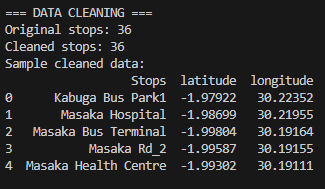 === DATA CLEANING ===
Original stops: 36
Cleaned stops: 36
Sample cleaned data:
Stops latitude longitude
0 Kabuga Bus Park1 -1.97922 30.22352
1 Masaka Hospital -1.98699 30.21955
2 Masaka Bus Terminal -1.99804 30.19164
3 Masaka Rd_2 -1.99587 30.19155
4 Masaka Health Centre -1.99302 30.19111